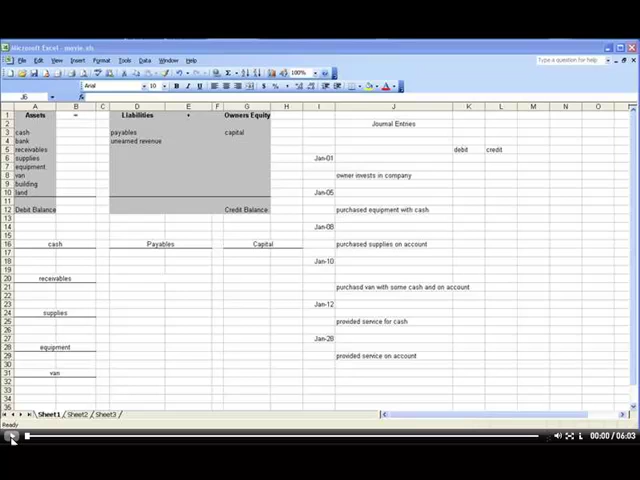 Microsoft Excel - movie.xls
File Edit View Insert Format Tools Data Window Help
Type a question for help
Arial 10 B I U 100%
J6
A B C D E F G H I J K L M N O
1 Assets = Liabilities + Owners Equity
2 Journal Entries
3 cash payables capital
4 bank unearned revenue
5 receivables debit credit
6 supplies Jan-01
7 equipment
8 van owner invests in company
9 building
10 land Jan-05
11
12 Debit Balance Credit Balance purchased equipment with cash
13
14 Jan-08
15
16 cash Payables Capital purchased supplies on account
17
18 Jan-10
19
20 receivables
21 purchasd van with some cash and on account
22
23 Jan-12
24 supplies
25 provided service for cash
26
27 Jan-28
28 equipment
29 provided service on account
30
31 van
32
33
34
35
Sheet1 Sheet2 Sheet3
Ready
L 00:00 / 06:03